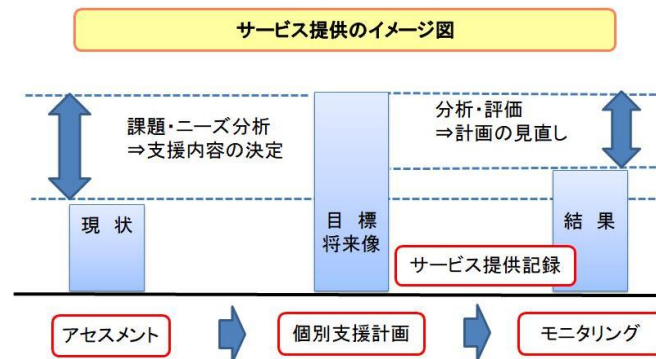 サービス提供のイメージ図
課題・ニーズ分析
⇒支援内容の決定
分析・評価
⇒計画の見直し
現 状
目 標
将来像
結 果
サービス提供記録
アセスメント
個別支援計画
モニタリング